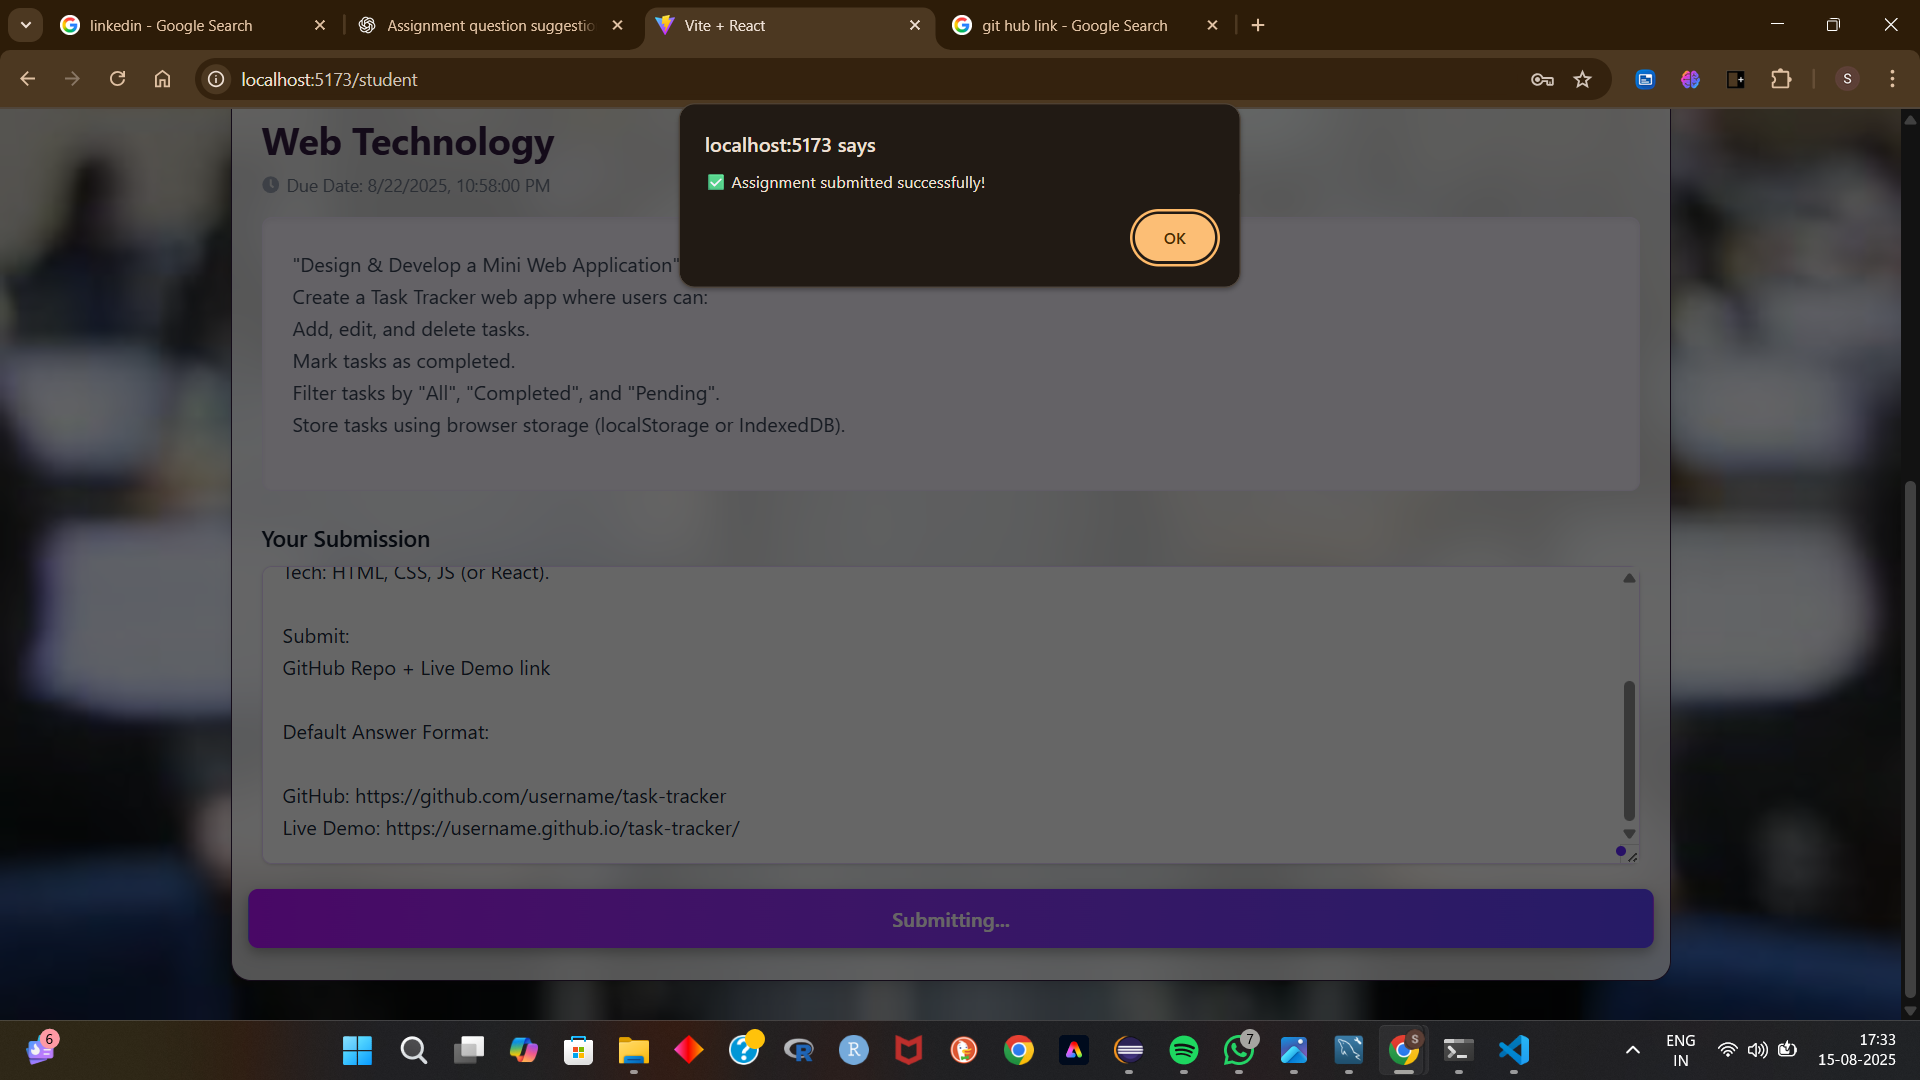 linkedin - Google Search
Assignment question suggestio
Vite + React
git hub link - Google Search
localhost:5173/student
S
localhost:5173 says
✅ Assignment submitted successfully!
OK
Web Technology
Due Date: 8/22/2025, 10:58:00 PM
"Design & Develop a Mini Web Application"
Create a Task Tracker web app where users can:
Add, edit, and delete tasks.
Mark tasks as completed.
Filter tasks by "All", "Completed", and "Pending".
Store tasks using browser storage (localStorage or IndexedDB).
Your Submission
Tech: HTML, CSS, JS (or React).
Submit:
GitHub Repo + Live Demo link
Default Answer Format:
GitHub: https://github.com/username/task-tracker
Live Demo: https://username.github.io/task-tracker/
Submitting...
6
R
R
7
S
ENG
IN
17:33
15-08-2025